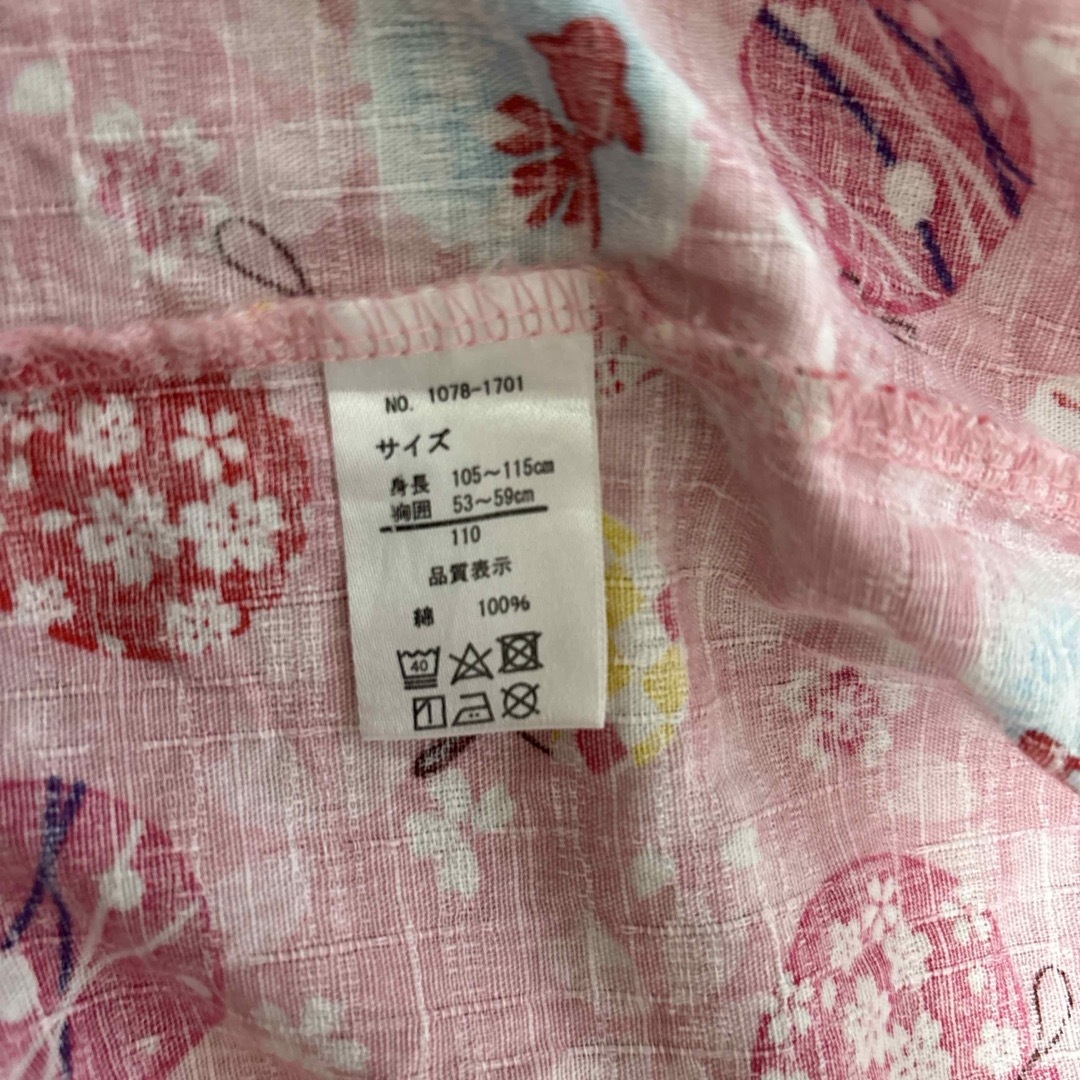 NO. 1078-1701
サイズ
身長 105～115cm
胸囲 53～59cm
110
品質表示
綿 100%
40